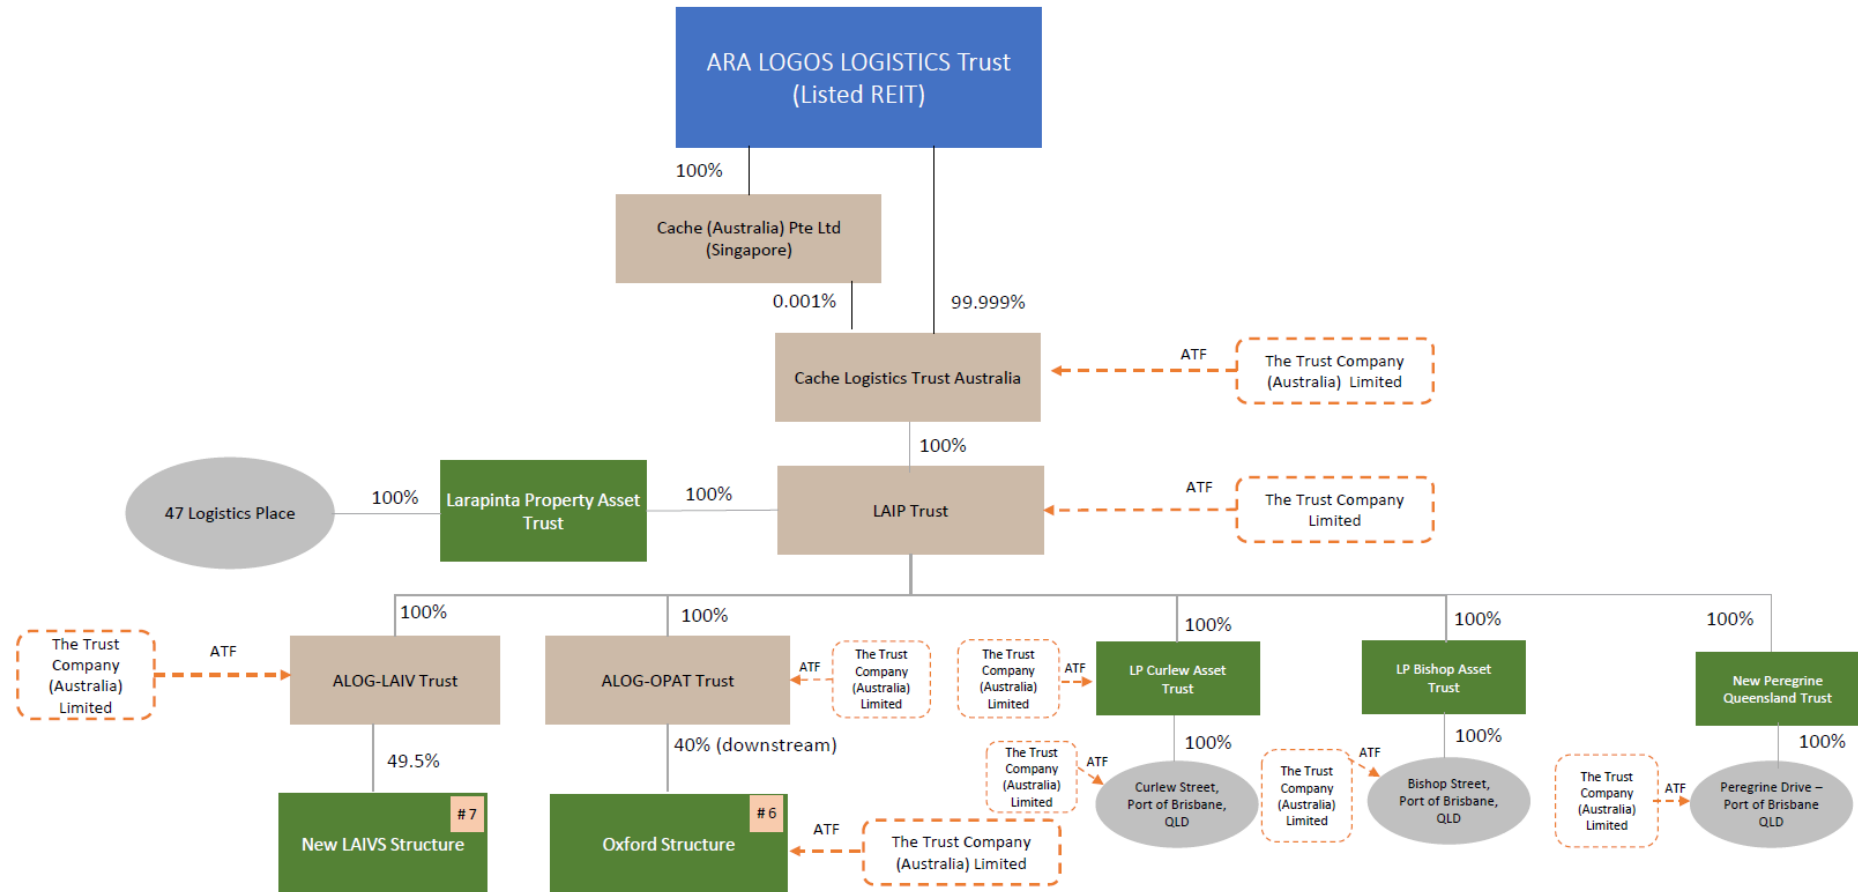 ARA LOGOS LOGISTICS Trust
(Listed REIT)
100%
Cache (Australia) Pte Ltd
(Singapore)
0.001%
99.999%
Cache Logistics Trust Australia
ATF
The Trust Company
(Australia) Limited
100%
47 Logistics Place
100%
Larapinta Property Asset
Trust
100%
LAIP Trust
ATF
The Trust Company
Limited
100%
100%
100%
100%
100%
The Trust
Company
(Australia)
Limited
ATF
ALOG-LAIV Trust
ALOG-OPAT Trust
ATF
The Trust
Company
(Australia)
Limited
The Trust
Company
(Australia)
Limited
ATF
LP Curlew Asset
Trust
LP Bishop Asset
Trust
New Peregrine
Queensland Trust
49.5%
40% (downstream)
100%
100%
100%
The Trust
Company
(Australia)
Limited
ATF
Curlew Street,
Port of Brisbane,
QLD
The Trust
Company
(Australia)
Limited
ATF
Bishop Street,
Port of Brisbane,
QLD
The Trust
Company
(Australia)
Limited
ATF
Peregrine Drive –
Port of Brisbane
QLD
#7
New LAIVS Structure
#6
Oxford Structure
ATF
The Trust Company
(Australia) Limited